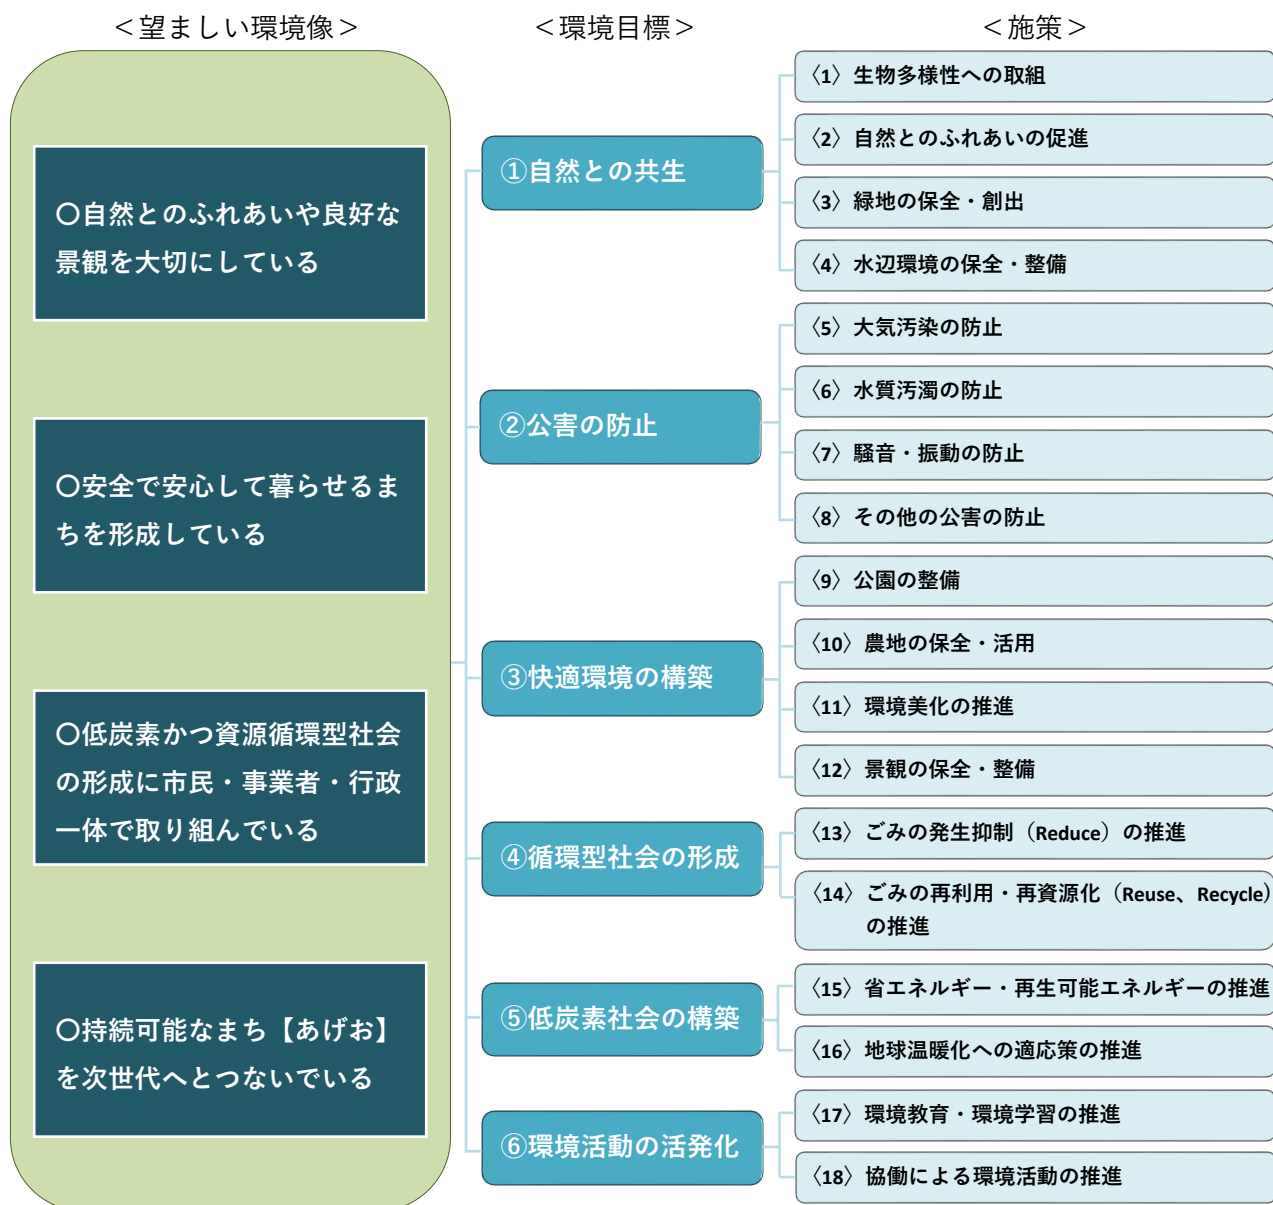 ＜望ましい環境像＞
＜環境目標＞
＜施策＞
〇自然とのふれあいや良好な
景観を大切にしている
〇安全で安心して暮らせるま
ちを形成している
〇低炭素かつ資源循環型社会
の形成に市民・事業者・行政
一体で取り組んでいる
〇持続可能なまち【あげお】
を次世代へとつないでいる
①自然との共生
〈1〉生物多様性への取組
〈2〉自然とのふれあいの促進
〈3〉緑地の保全・創出
〈4〉水辺環境の保全・整備
②公害の防止
〈5〉大気汚染の防止
〈6〉水質汚濁の防止
〈7〉騒音・振動の防止
〈8〉その他の公害の防止
③快適環境の構築
〈9〉公園の整備
〈10〉農地の保全・活用
〈11〉環境美化の推進
〈12〉景観の保全・整備
④循環型社会の形成
〈13〉ごみの発生抑制（Reduce）の推進
〈14〉ごみの再利用・再資源化（Reuse、Recycle）
の推進
⑤低炭素社会の構築
〈15〉省エネルギー・再生可能エネルギーの推進
〈16〉地球温暖化への適応策の推進
⑥環境活動の活発化
〈17〉環境教育・環境学習の推進
〈18〉協働による環境活動の推進